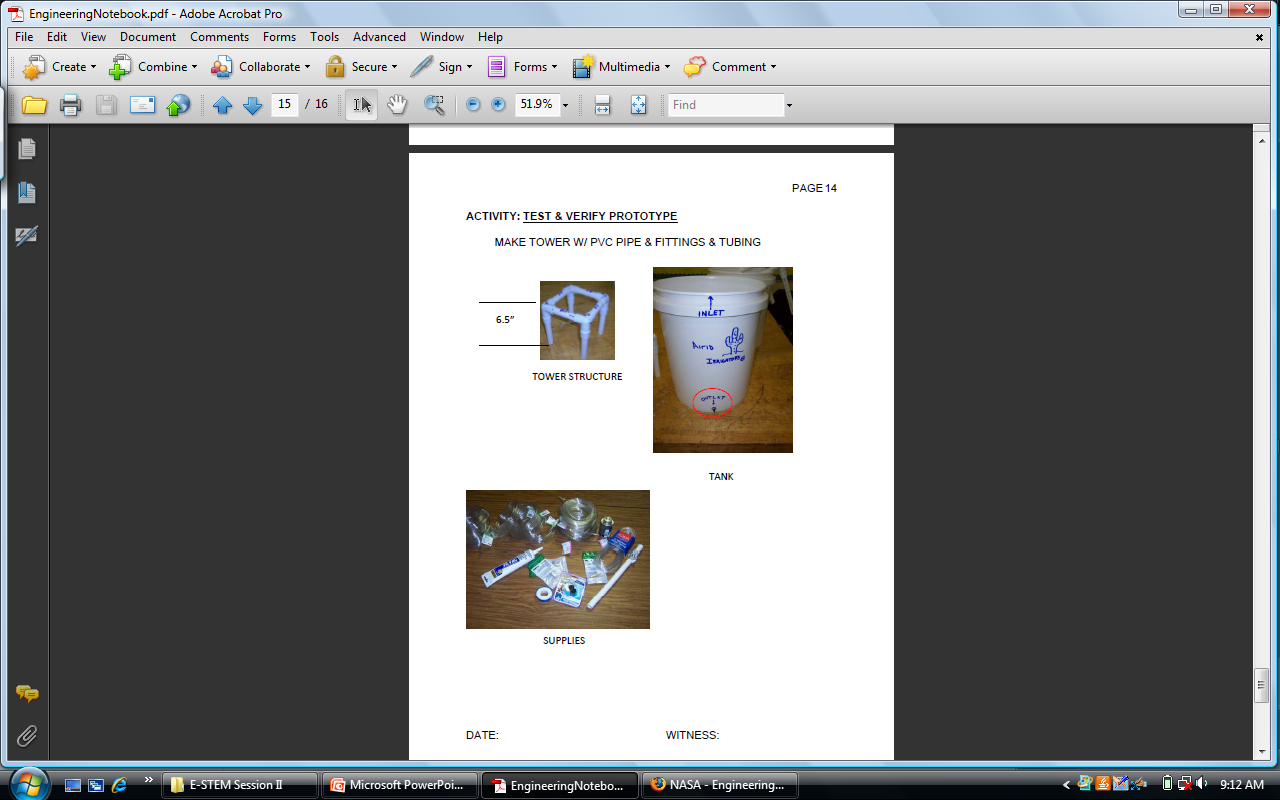 EngineeringNotebook.pdf - Adobe Acrobat Pro
File Edit View Document Comments Forms Tools Advanced Window Help
Create Combine Collaborate Secure Sign Forms Multimedia Comment
15 / 16 51.9% Find
PAGE 14
ACTIVITY: TEST & VERIFY PROTOTYPE
MAKE TOWER W/ PVC PIPE & FITTINGS & TUBING
6.5”
INLET
ARID
IRRIGATORS
OUTLET
TOWER STRUCTURE
TANK
SUPPLIES
DATE: WITNESS:
E-STEM Session II Microsoft PowerPoi... EngineeringNotebo... NASA - Engineering... 9:12 AM